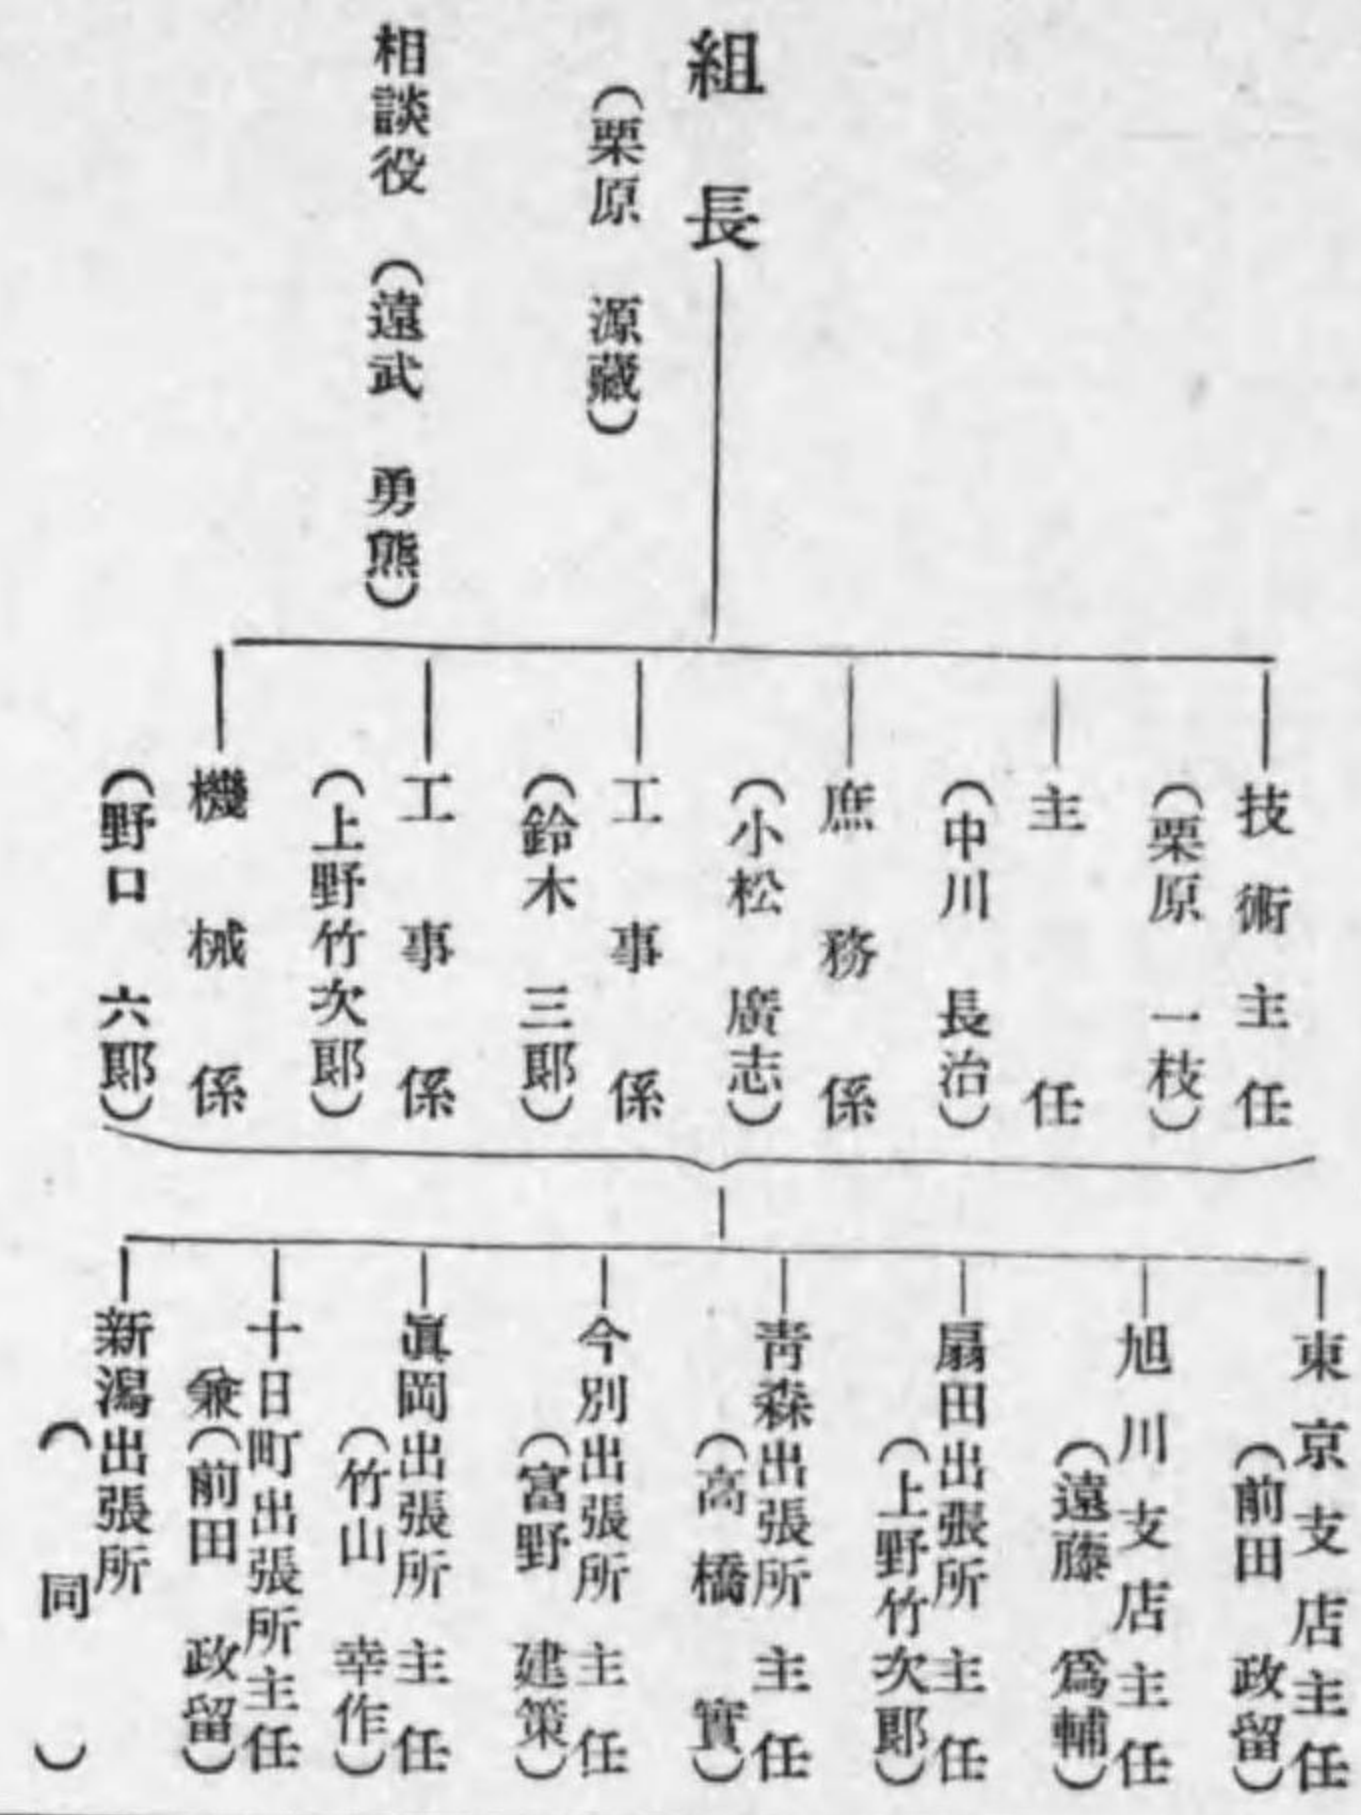 組長
（栗原 源藏）
相談役 （遠武 勇熊）
技術主任
（栗原 一枝）
主任
（中川 長治）
庶務係
（小松 廣志）
工事係
（鈴木 三郎）
工事係
（上野竹次郎）
機械係
（野口 六郎）
東京支店主任
（前田 政留）
旭川支店主任
（遠藤 爲輔）
扇田出張所主任
（上野竹次郎）
靑森出張所主任
（高橋 實）
今別出張所主任
（富野 建策）
眞岡出張所主任
（竹山 幸作）
十日町出張所主任
兼（前田 政留）
新潟出張所
（同）